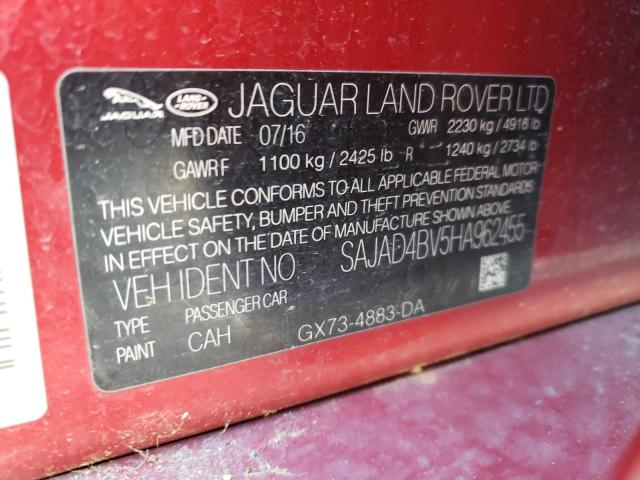 JAGUAR LAND ROVER JAGUAR LAND ROVER LTD
MFD DATE 07/16 GVWR 2230 kg / 4916 lb
GAWR F 1100 kg / 2425 lb R 1240 kg / 2734 lb
THIS VEHICLE CONFORMS TO ALL APPLICABLE FEDERAL MOTOR
VEHICLE SAFETY, BUMPER AND THEFT PREVENTION STANDARDS
IN EFFECT ON THE DATE OF MANUFACTURE SHOWN ABOVE.
VEH IDENT NO SAJAD4BV5HA962455
TYPE PASSENGER CAR
PAINT CAH GX73-4883-DA